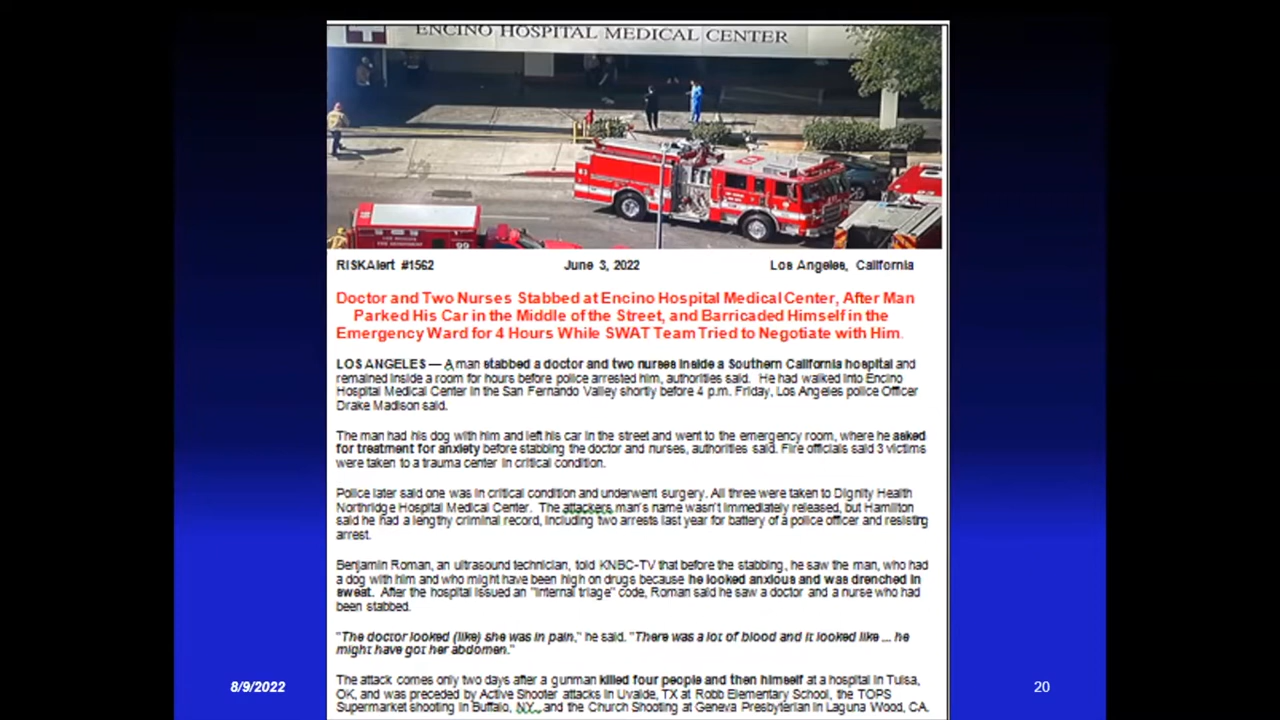 ENCINO HOSPITAL MEDICAL CENTER
99
RISKAlert #1562 June 3, 2022 Los Angeles, California
Doctor and Two Nurses Stabbed at Encino Hospital Medical Center, After Man
Parked His Car in the Middle of the Street, and Barricaded Himself in the
Emergency Ward for 4 Hours While SWAT Team Tried to Negotiate with Him.
LOS ANGELES — A man stabbed a doctor and two nurses inside a Southern California hospital and
remained inside a room for hours before police arrested him, authorities said. He had walked into Encino
Hospital Medical Center in the San Fernando Valley shortly before 4 p.m. Friday, Los Angeles police Officer
Drake Madison said.
The man had his dog with him and left his car in the street and went to the emergency room, where he asked
for treatment for anxiety before stabbing the doctor and nurses, authorities said. Fire officials said 3 victims
were taken to a trauma center in critical condition.
Police later said one was in critical condition and underwent surgery. All three were taken to Dignity Health
Northridge Hospital Medical Center. The attackers man's name wasn't immediately released, but Hamilton
said he had a lengthy criminal record, including two arrests last year for battery of a police officer and resisting
arrest.
Benjamin Roman, an ultrasound technician, told KNBC-TV that before the stabbing, he saw the man, who had
a dog with him and who might have been high on drugs because he looked anxious and was drenched in
sweat. After the hospital issued an "internal triage" code, Roman said he saw a doctor and a nurse who had
been stabbed.
"The doctor looked (like) she was in pain," he said. "There was a lot of blood and it looked like ... he
might have got her abdomen."
The attack comes only two days after a gunman killed four people and then himself at a hospital in Tulsa,
OK, and was preceded by Active Shooter attacks in Uvalde, TX at Robb Elementary School, the TOPS
Supermarket shooting in Buffalo, NY, and the Church Shooting at Geneva Presbyterian in Laguna Wood, CA.
8/9/2022
20